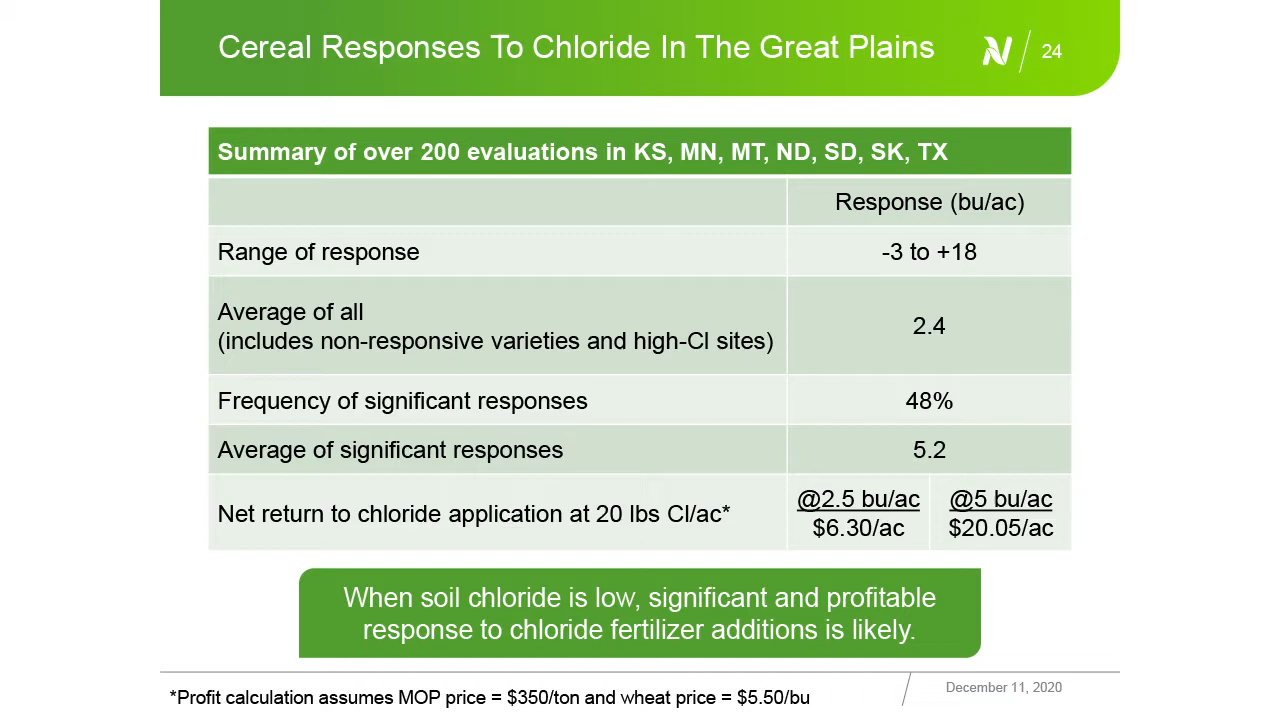 Cereal Responses To Chloride In The Great Plains
24
Summary of over 200 evaluations in KS, MN, MT, ND, SD, SK, TX
Response (bu/ac)
Range of response
-3 to +18
Average of all
(includes non-responsive varieties and high-Cl sites)
2.4
Frequency of significant responses
48%
Average of significant responses
5.2
Net return to chloride application at 20 lbs Cl/ac*
@2.5 bu/ac
$6.30/ac
@5 bu/ac
$20.05/ac
When soil chloride is low, significant and profitable
response to chloride fertilizer additions is likely.
*Profit calculation assumes MOP price = $350/ton and wheat price = $5.50/bu
December 11, 2020